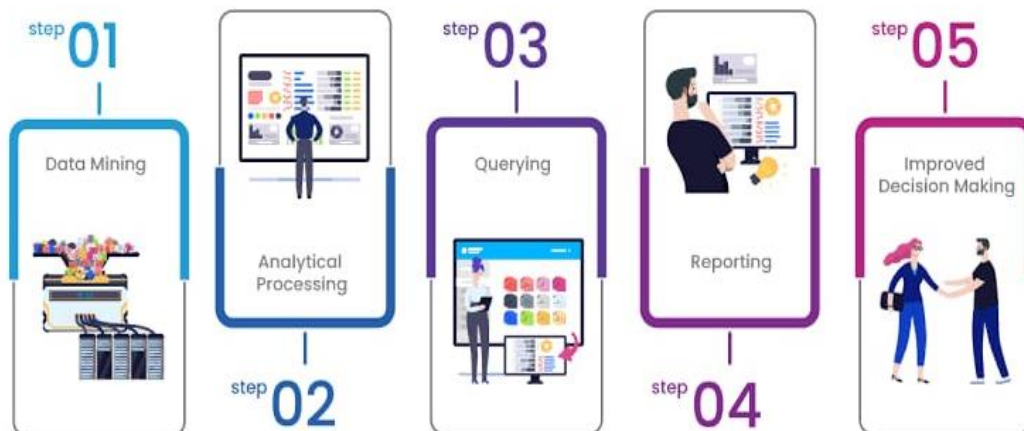 step 01
Data Mining
Analytical
Processing
step 02
step 03
Querying
Reporting
step 04
step 05
Improved
Decision Making